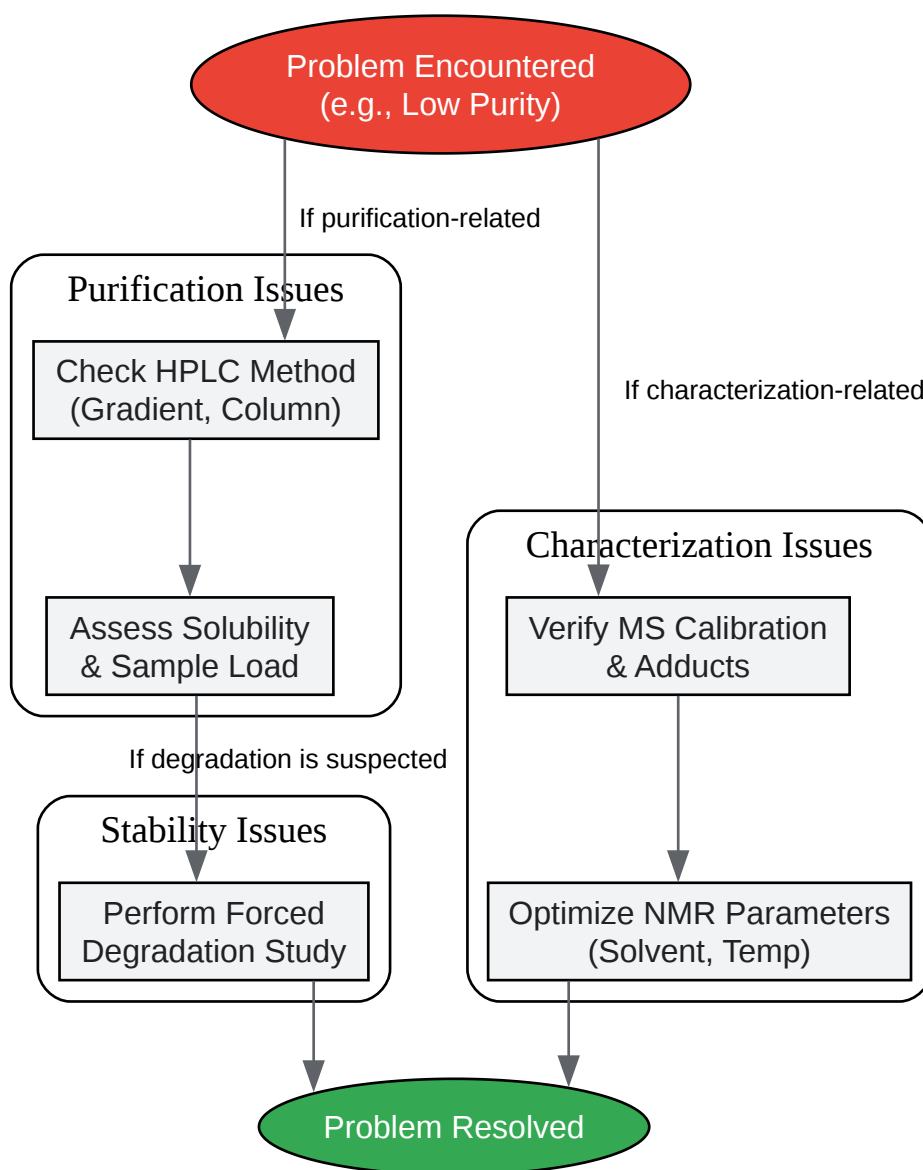 Problem Encountered
(e.g., Low Purity)
If purification-related
Purification Issues
Check HPLC Method
(Gradient, Column)
If characterization-related
Characterization Issues
Assess Solubility
& Sample Load
Verify MS Calibration
& Adducts
If degradation is suspected
Stability Issues
Perform Forced
Degradation Study
Optimize NMR Parameters
(Solvent, Temp)
Problem Resolved